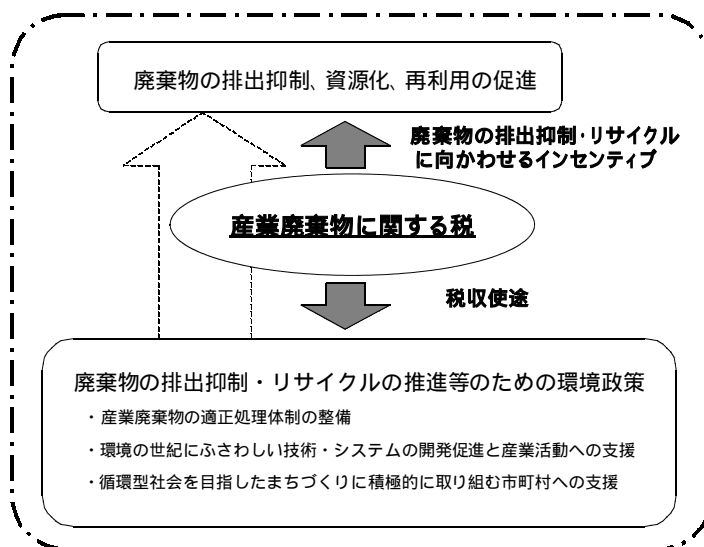 廃棄物の排出抑制、資源化、再利用の促進
廃棄物の排出抑制・リサイクル
に向かわせるインセンティブ
産業廃棄物に関する税
税収使途
廃棄物の排出抑制・リサイクルの推進等のための環境政策
・産業廃棄物の適正処理体制の整備
・環境の世紀にふさわしい技術・システムの開発促進と産業活動への支援
・循環型社会を目指したまちづくりに積極的に取り組む市町村への支援